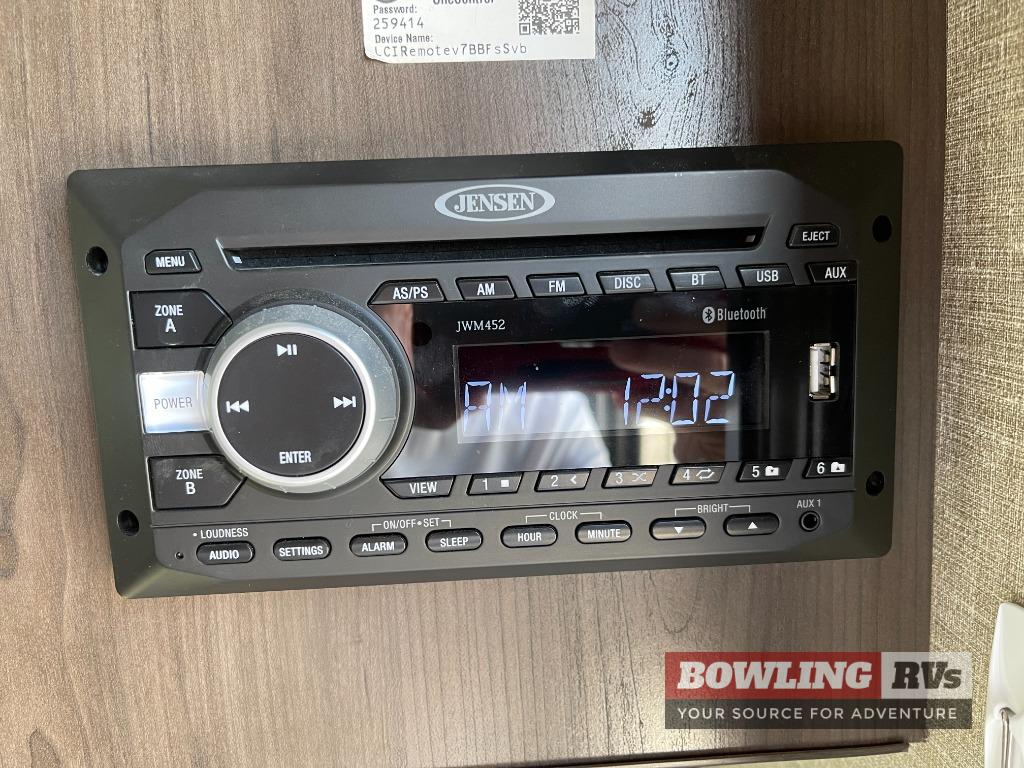 Password:
259414
Device Name:
LCIRemotev7BBFsSvb
JENSEN
MENU
EJECT
AS/PS AM FM DISC BT USB AUX
ZONE
A
JWM452
Bluetooth
POWER
AM 12:02
ENTER
ZONE
B
VIEW 1 2 3 4 5 6
LOUDNESS
ON/OFF•SET
CLOCK
BRIGHT
AUX 1
AUDIO SETTINGS ALARM SLEEP HOUR MINUTE
BOWLING RVs
YOUR SOURCE FOR ADVENTURE